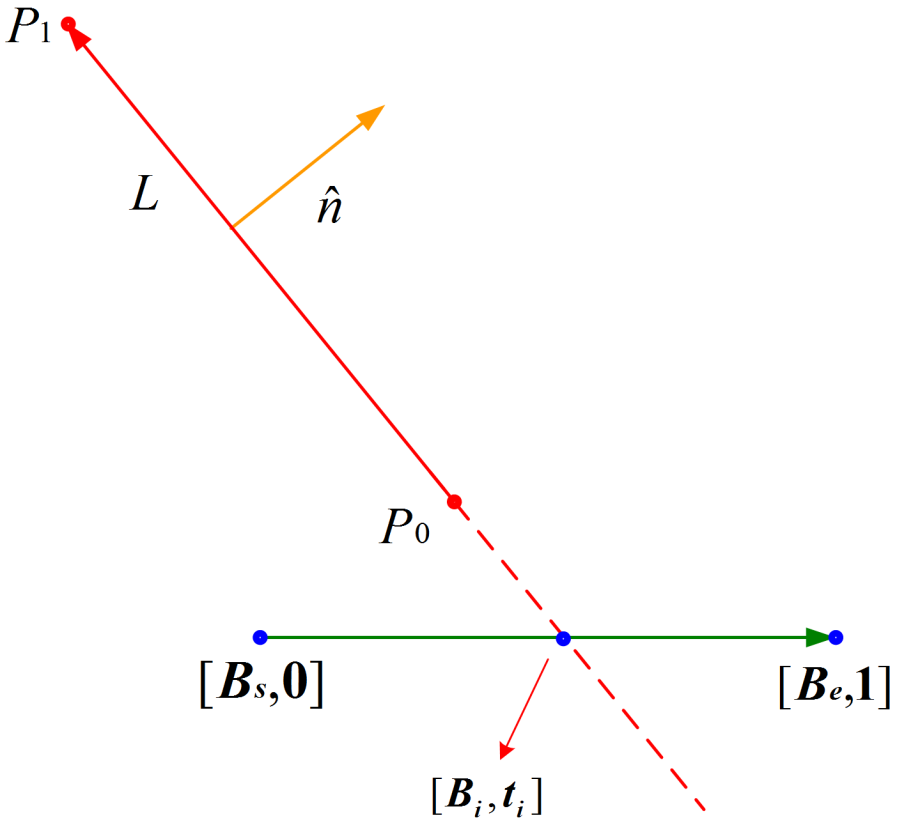 P₁
L
n̂
P₀
[Bₛ,0]
[Bₑ,1]
[Bᵢ,tᵢ]